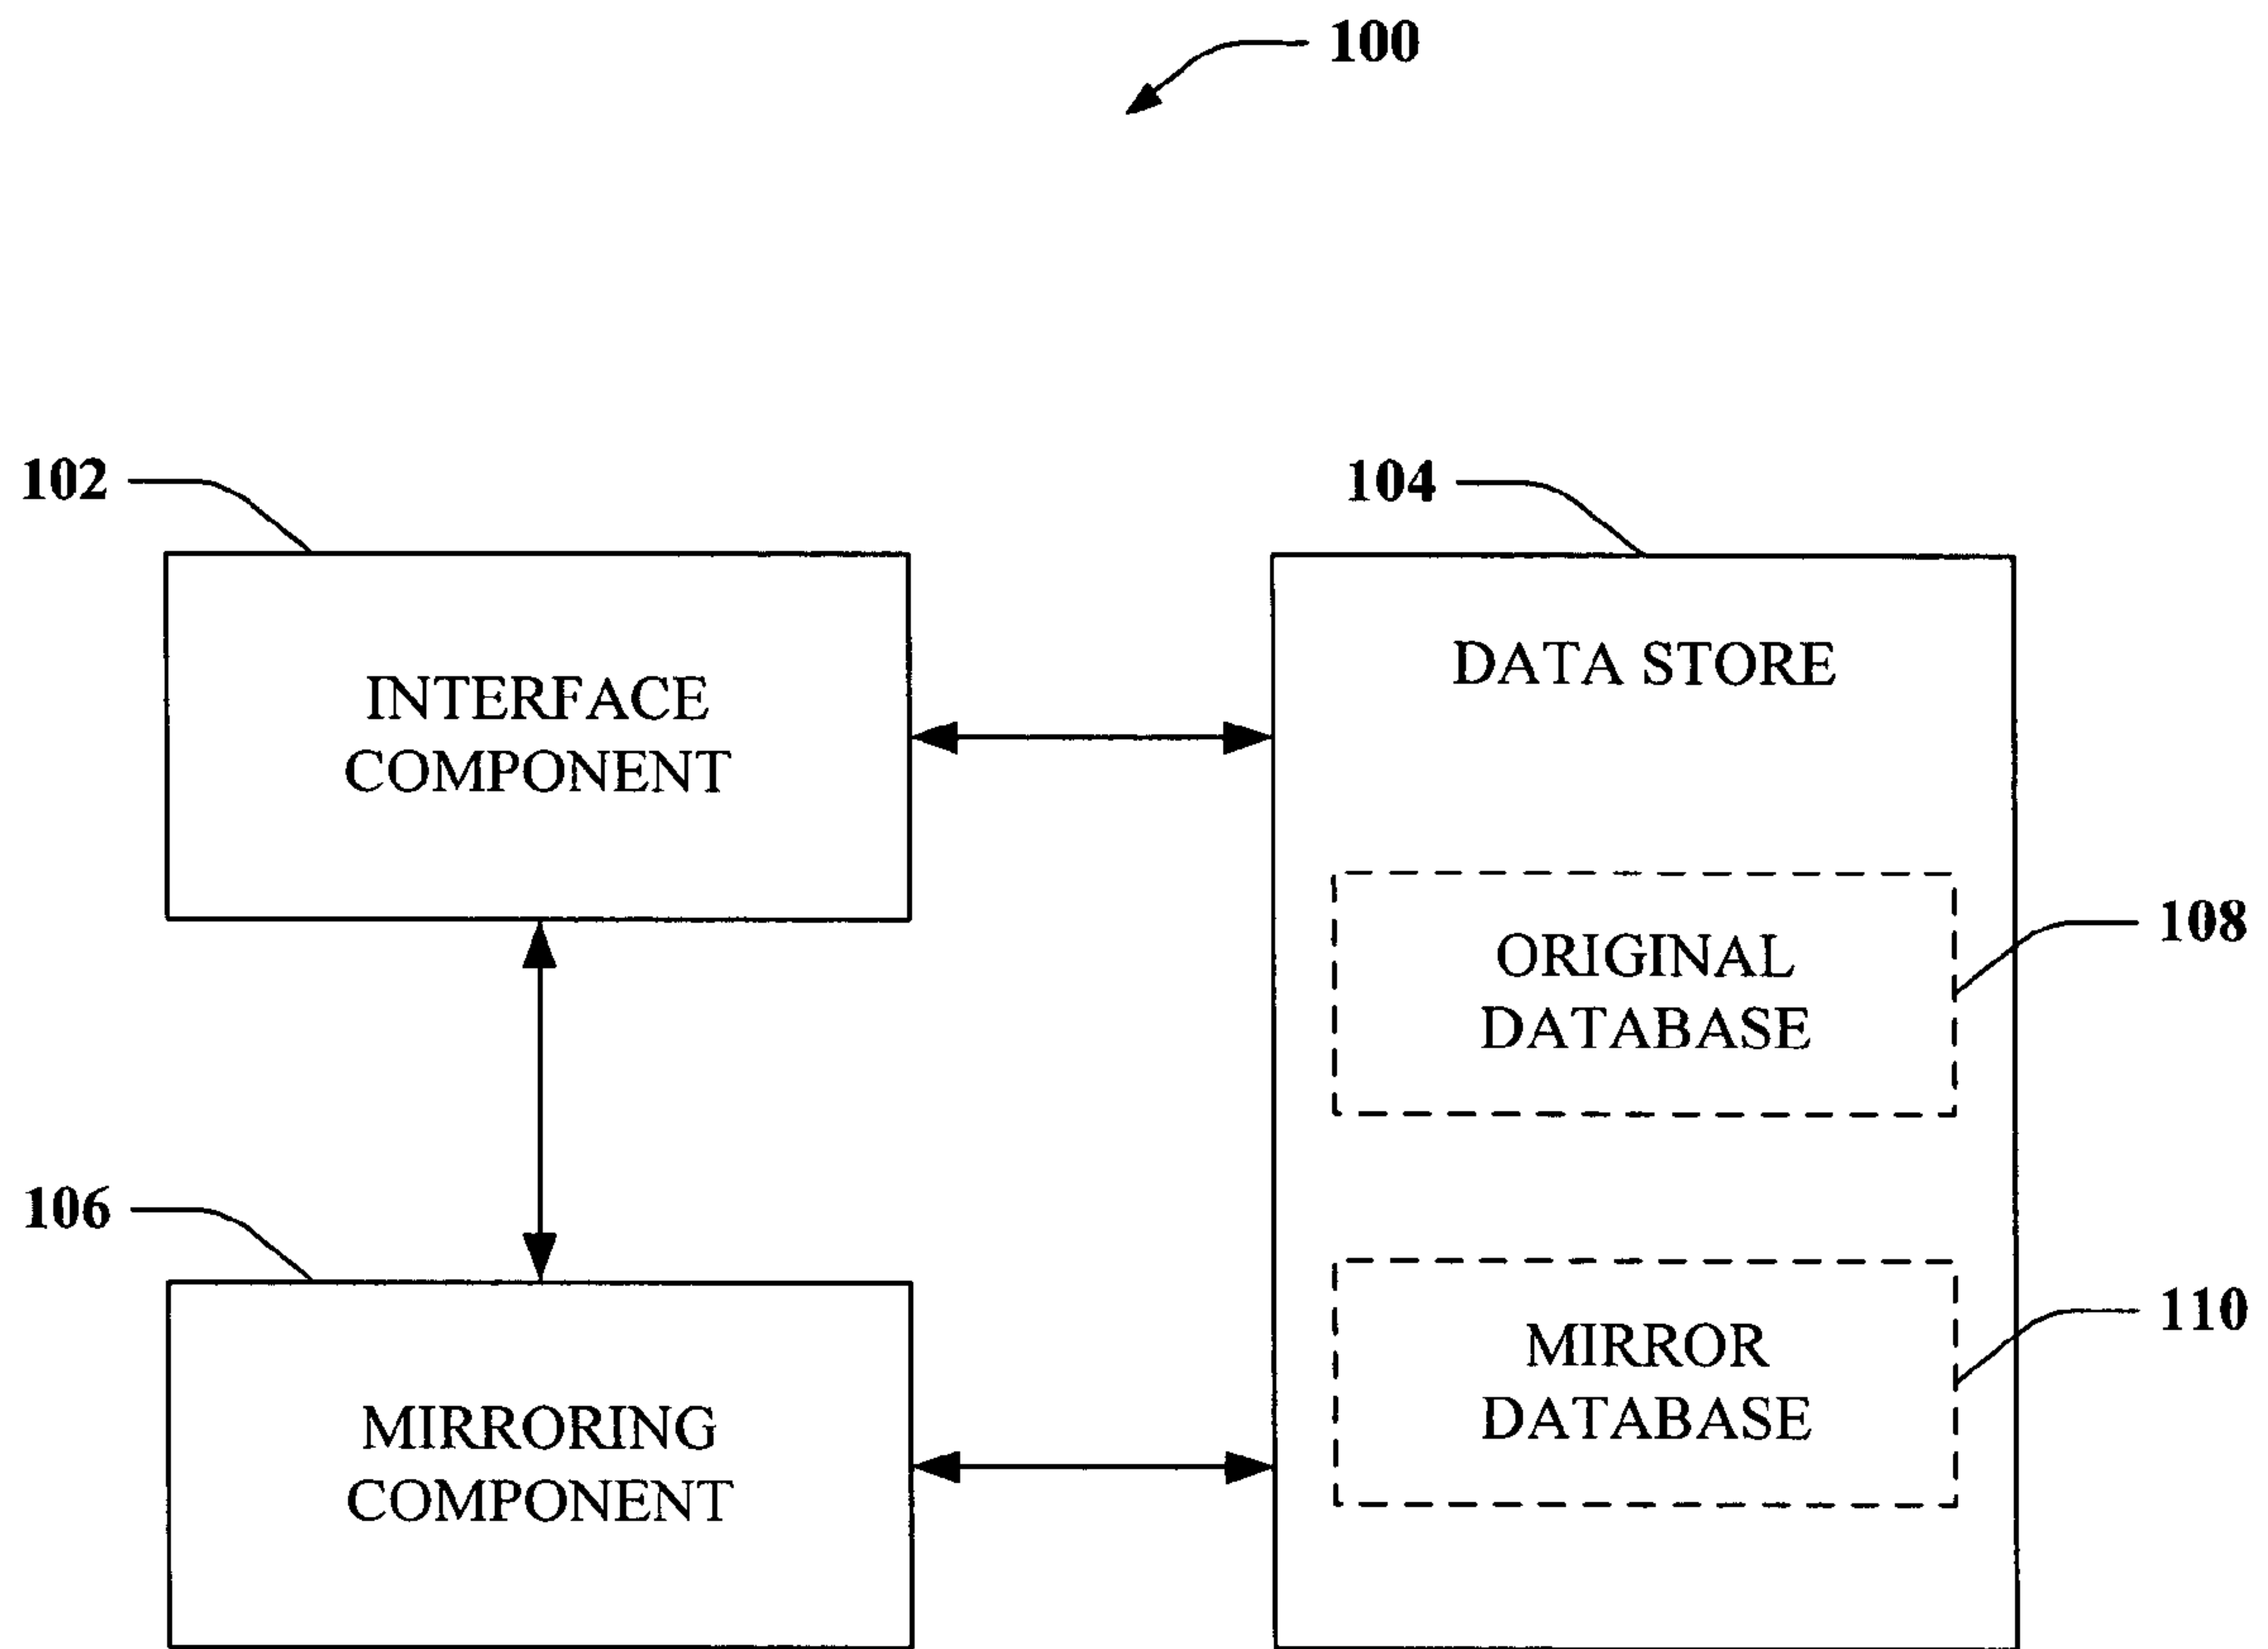 100
102
104
INTERFACE
COMPONENT
DATA STORE
ORIGINAL
DATABASE
108
106
MIRRORING
COMPONENT
MIRROR
DATABASE
110